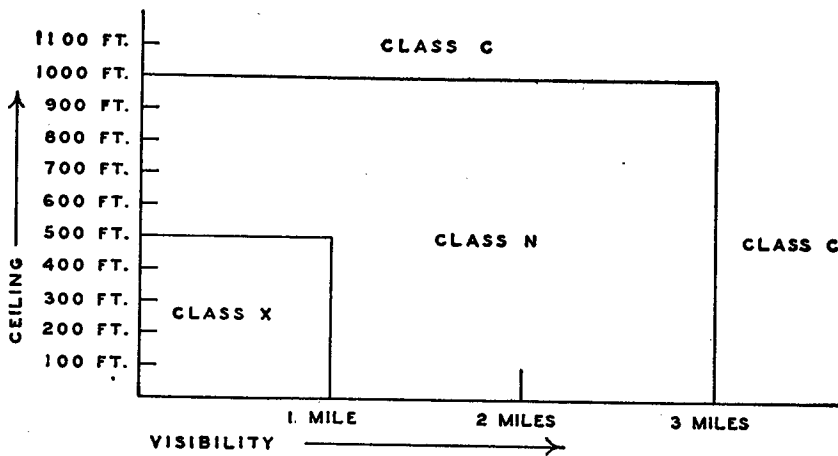 1100 FT.
CLASS C
1000 FT.
900 FT.
800 FT.
700 FT.
600 FT.
500 FT.
CLASS N
CLASS C
400 FT.
300 FT.
CLASS X
200 FT.
100 FT.
CEILING
1. MILE
2 MILES
3 MILES
VISIBILITY